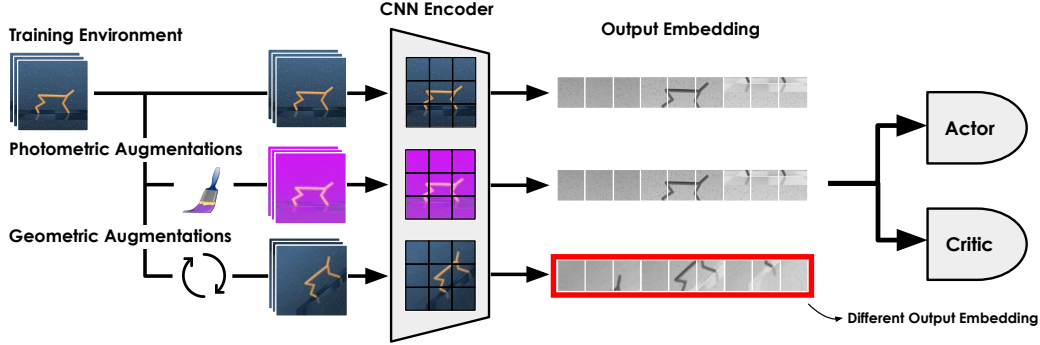 CNN Encoder
Training Environment
Output Embedding
Photometric Augmentations
Actor
Geometric Augmentations
Critic
Different Output Embedding